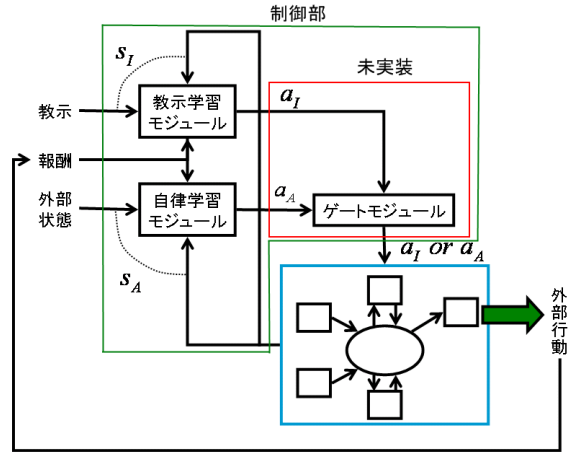 制御部
未実装
s_I
教示
教示学習
モジュール
a_I
報酬
外部
状態
自律学習
モジュール
a_A
ゲートモジュール
s_A
a_I or a_A
外部行動